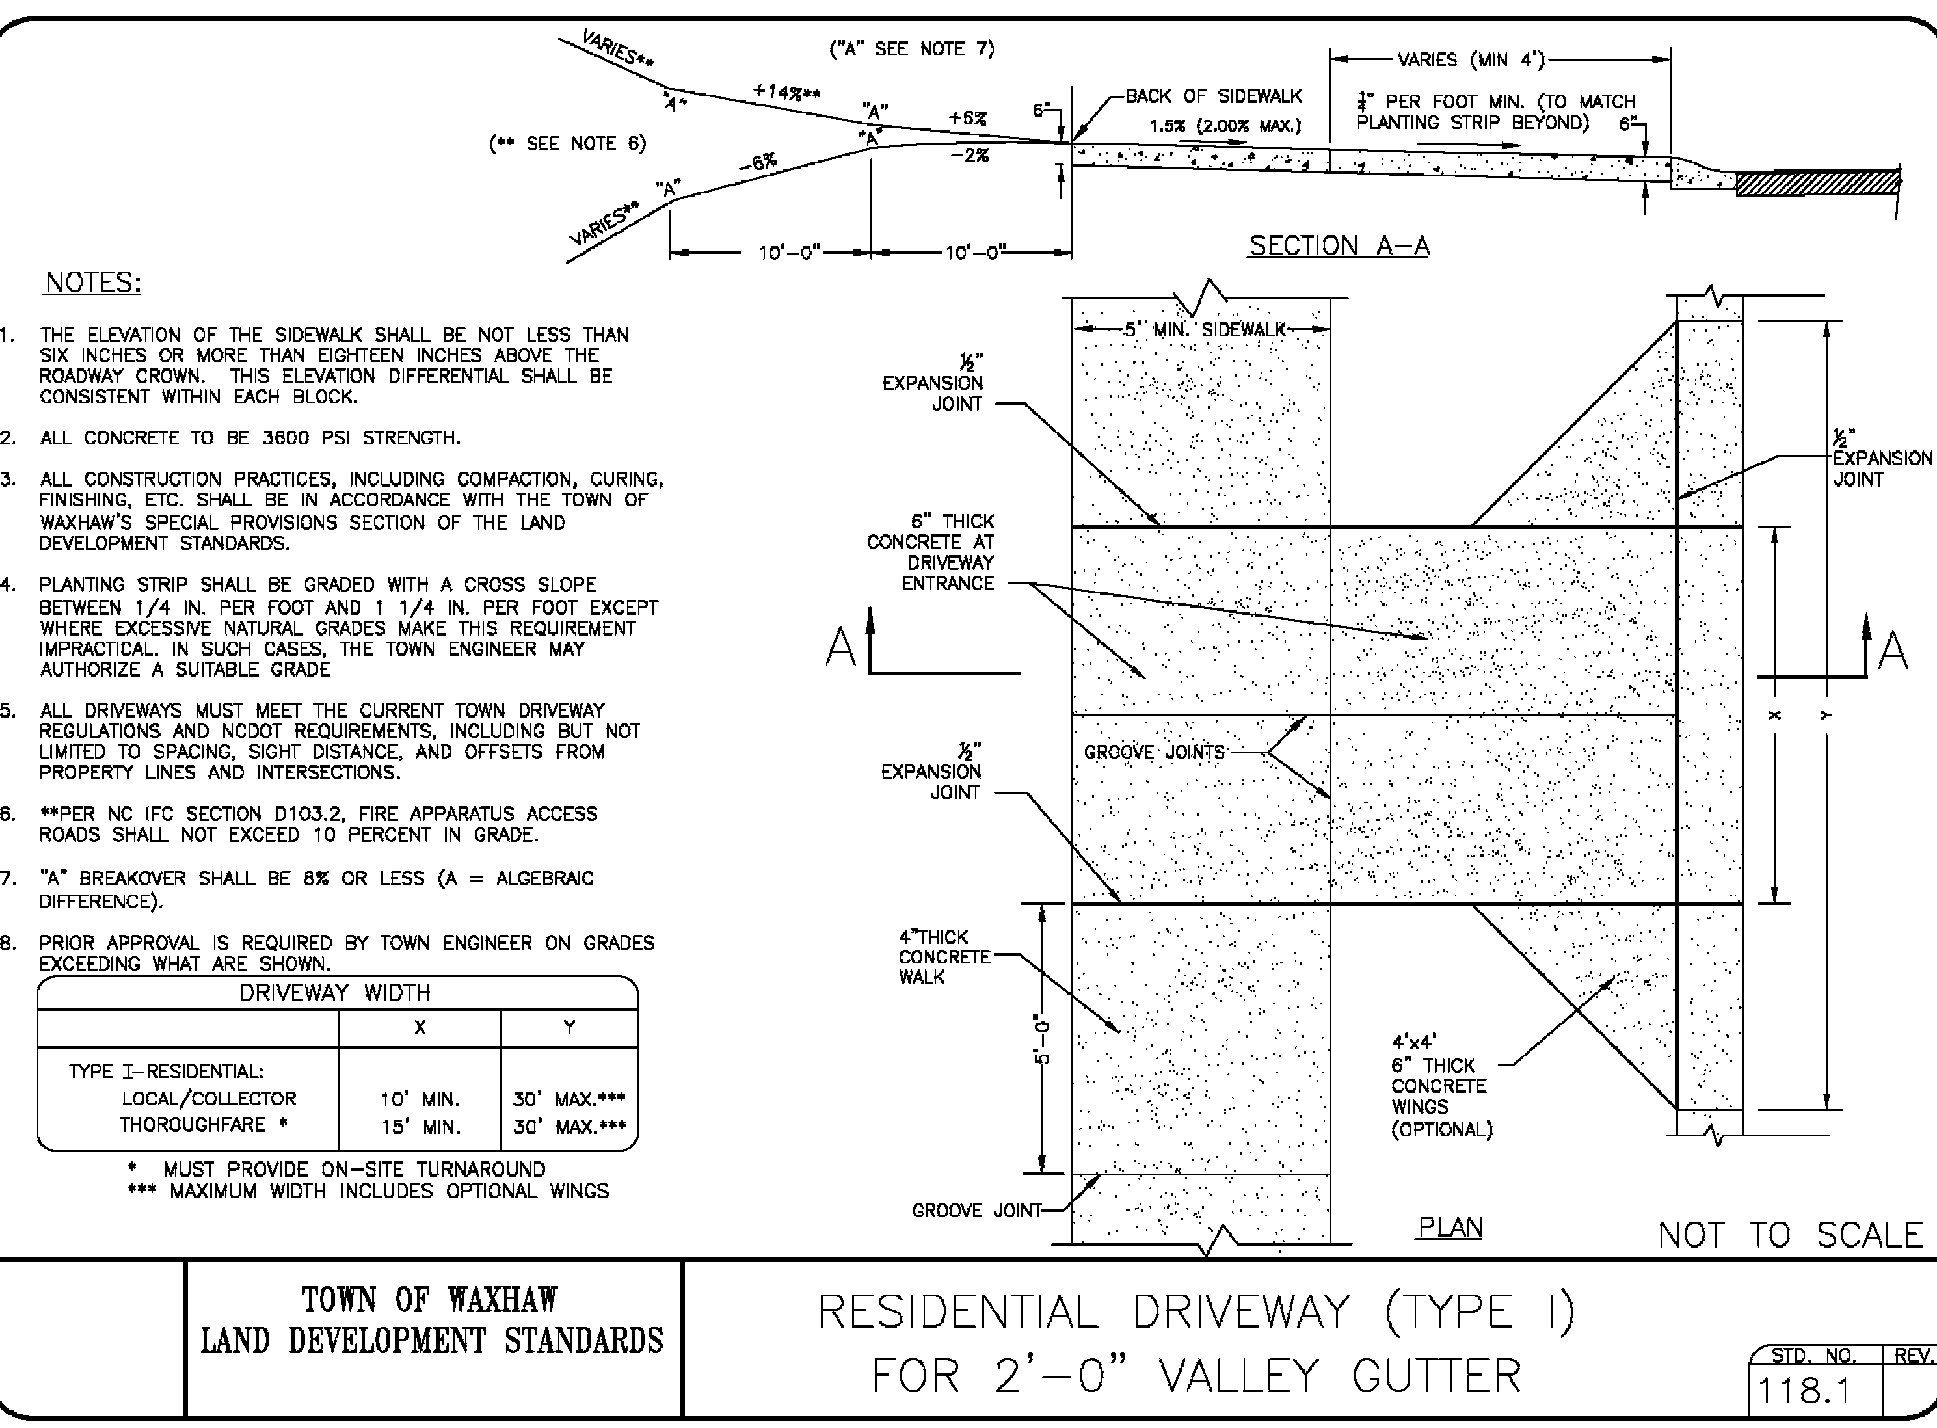 VARIES**
("A" SEE NOTE 7)
VARIES (MIN 4')
"A"
+14%**
"A"
+6%
6"
BACK OF SIDEWALK
1.5% (2.00% MAX.)
¼" PER FOOT MIN. (TO MATCH
PLANTING STRIP BEYOND)
6"
(** SEE NOTE 6)
"A"
-6%
-2%
"A"
VARIES**
10'-0"
10'-0"
SECTION A-A
NOTES:
1. THE ELEVATION OF THE SIDEWALK SHALL BE NOT LESS THAN
SIX INCHES OR MORE THAN EIGHTEEN INCHES ABOVE THE
ROADWAY CROWN. THIS ELEVATION DIFFERENTIAL SHALL BE
CONSISTENT WITHIN EACH BLOCK.
2. ALL CONCRETE TO BE 3600 PSI STRENGTH.
3. ALL CONSTRUCTION PRACTICES, INCLUDING COMPACTION, CURING,
FINISHING, ETC. SHALL BE IN ACCORDANCE WITH THE TOWN OF
WAXHAW'S SPECIAL PROVISIONS SECTION OF THE LAND
DEVELOPMENT STANDARDS.
4. PLANTING STRIP SHALL BE GRADED WITH A CROSS SLOPE
BETWEEN 1/4 IN. PER FOOT AND 1 1/4 IN. PER FOOT EXCEPT
WHERE EXCESSIVE NATURAL GRADES MAKE THIS REQUIREMENT
IMPRACTICAL. IN SUCH CASES, THE TOWN ENGINEER MAY
AUTHORIZE A SUITABLE GRADE
5. ALL DRIVEWAYS MUST MEET THE CURRENT TOWN DRIVEWAY
REGULATIONS AND NCDOT REQUIREMENTS, INCLUDING BUT NOT
LIMITED TO SPACING, SIGHT DISTANCE, AND OFFSETS FROM
PROPERTY LINES AND INTERSECTIONS.
6. **PER NC IFC SECTION D103.2, FIRE APPARATUS ACCESS
ROADS SHALL NOT EXCEED 10 PERCENT IN GRADE.
7. "A" BREAKOVER SHALL BE 8% OR LESS (A = ALGEBRAIC
DIFFERENCE).
8. PRIOR APPROVAL IS REQUIRED BY TOWN ENGINEER ON GRADES
EXCEEDING WHAT ARE SHOWN.
DRIVEWAY WIDTH
X Y
TYPE I-RESIDENTIAL:
LOCAL/COLLECTOR 10' MIN. 30' MAX.***
THOROUGHFARE * 15' MIN. 30' MAX.***
* MUST PROVIDE ON-SITE TURNAROUND
*** MAXIMUM WIDTH INCLUDES OPTIONAL WINGS
5' MIN. SIDEWALK
½"
EXPANSION
JOINT
½"
EXPANSION
JOINT
6" THICK
CONCRETE AT
DRIVEWAY
ENTRANCE
A
A
X
Y
GROOVE JOINTS
½"
EXPANSION
JOINT
4"THICK
CONCRETE
WALK
5'-0"
4'x4'
6" THICK
CONCRETE
WINGS
(OPTIONAL)
GROOVE JOINT
PLAN
NOT TO SCALE
TOWN OF WAXHAW
LAND DEVELOPMENT STANDARDS
RESIDENTIAL DRIVEWAY (TYPE I)
FOR 2'-0" VALLEY GUTTER
STD. NO. REV.
118.1